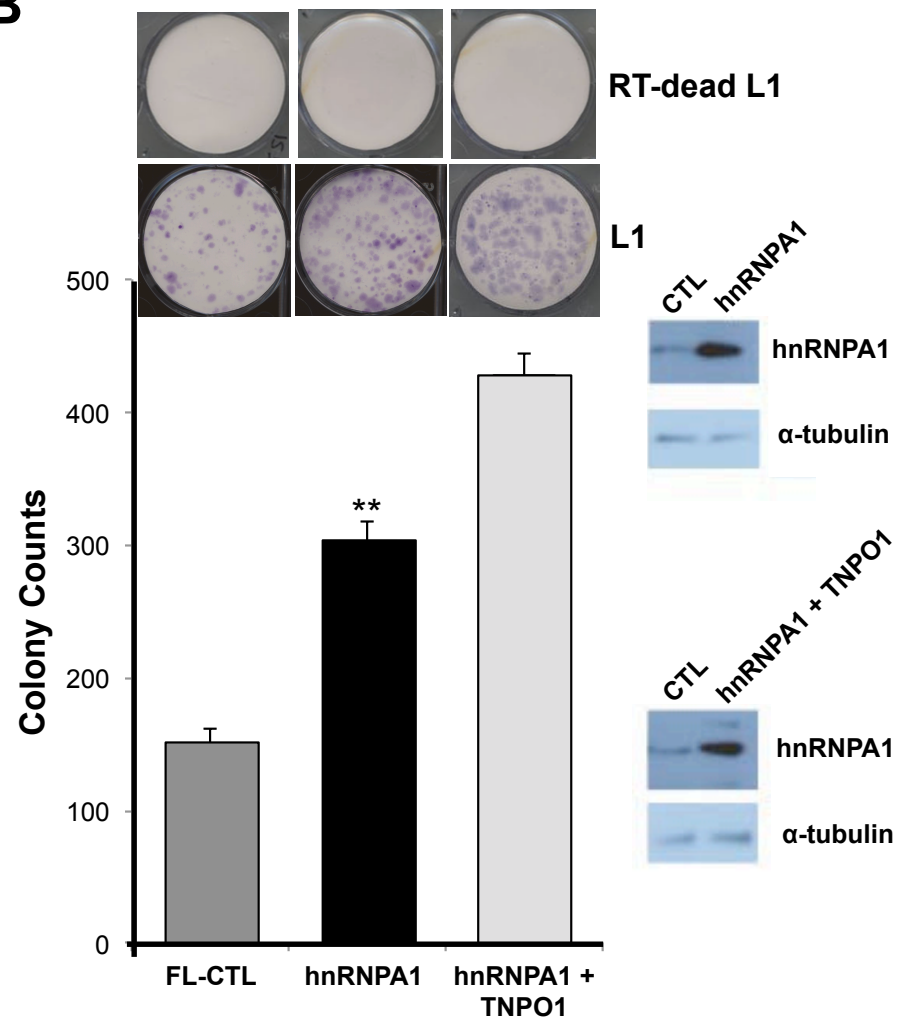 B
RT-dead L1
L1
500
400
300
200
100
0
Colony Counts
**
FL-CTL
hnRNPA1
hnRNPA1 +
TNPO1
CTL
hnRNPA1
hnRNPA1
α-tubulin
CTL
hnRNPA1 + TNPO1
hnRNPA1
α-tubulin